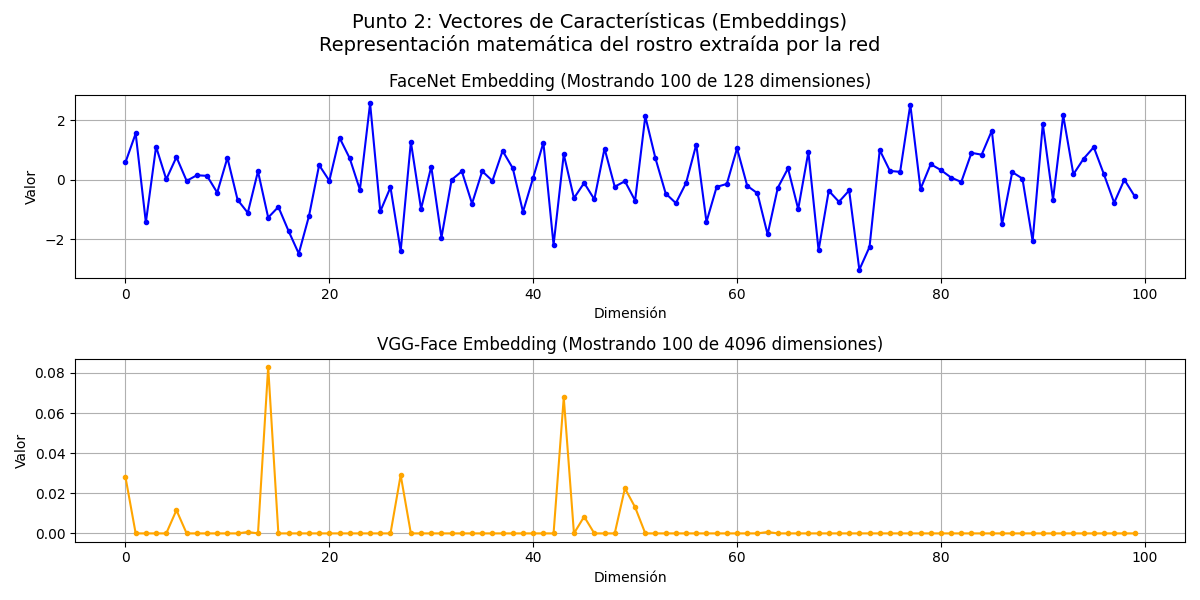 Punto 2: Vectores de Características (Embeddings)
Representación matemática del rostro extraída por la red
FaceNet Embedding (Mostrando 100 de 128 dimensiones)
2
0
−2
Valor
0 20 40 60 80 100
Dimensión
VGG-Face Embedding (Mostrando 100 de 4096 dimensiones)
0.08
0.06
0.04
0.02
0.00
Valor
0 20 40 60 80 100
Dimensión